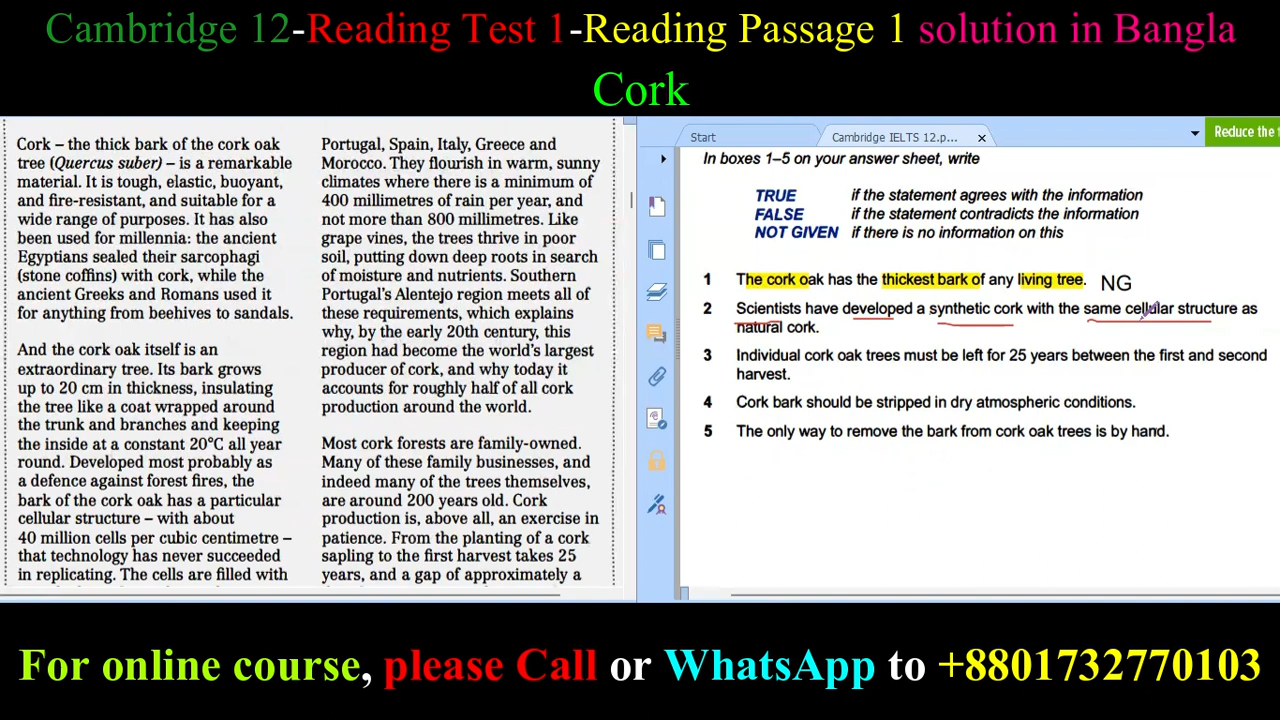 Cambridge 12-Reading Test 1-Reading Passage 1 solution in Bangla
Cork
Cork – the thick bark of the cork oak
tree (Quercus suber) – is a remarkable
material. It is tough, elastic, buoyant,
and fire-resistant, and suitable for a
wide range of purposes. It has also
been used for millennia: the ancient
Egyptians sealed their sarcophagi
(stone coffins) with cork, while the
ancient Greeks and Romans used it
for anything from beehives to sandals.
And the cork oak itself is an
extraordinary tree. Its bark grows
up to 20 cm in thickness, insulating
the tree like a coat wrapped around
the trunk and branches and keeping
the inside at a constant 20°C all year
round. Developed most probably as
a defence against forest fires, the
bark of the cork oak has a particular
cellular structure – with about
40 million cells per cubic centimetre –
that technology has never succeeded
in replicating. The cells are filled with
Portugal, Spain, Italy, Greece and
Morocco. They flourish in warm, sunny
climates where there is a minimum of
400 millimetres of rain per year, and
not more than 800 millimetres. Like
grape vines, the trees thrive in poor
soil, putting down deep roots in search
of moisture and nutrients. Southern
Portugal's Alentejo region meets all of
these requirements, which explains
why, by the early 20th century, this
region had become the world's largest
producer of cork, and why today it
accounts for roughly half of all cork
production around the world.
Most cork forests are family-owned.
Many of these family businesses, and
indeed many of the trees themselves,
are around 200 years old. Cork
production is, above all, an exercise in
patience. From the planting of a cork
sapling to the first harvest takes 25
years, and a gap of approximately a
Start
Cambridge IELTS 12.p...
Reduce the
In boxes 1–5 on your answer sheet, write
TRUE if the statement agrees with the information
FALSE if the statement contradicts the information
NOT GIVEN if there is no information on this
1 The cork oak has the thickest bark of any living tree. NG
2 Scientists have developed a synthetic cork with the same cellular structure as
natural cork.
3 Individual cork oak trees must be left for 25 years between the first and second
harvest.
4 Cork bark should be stripped in dry atmospheric conditions.
5 The only way to remove the bark from cork oak trees is by hand.
For online course, please Call or WhatsApp to +8801732770103